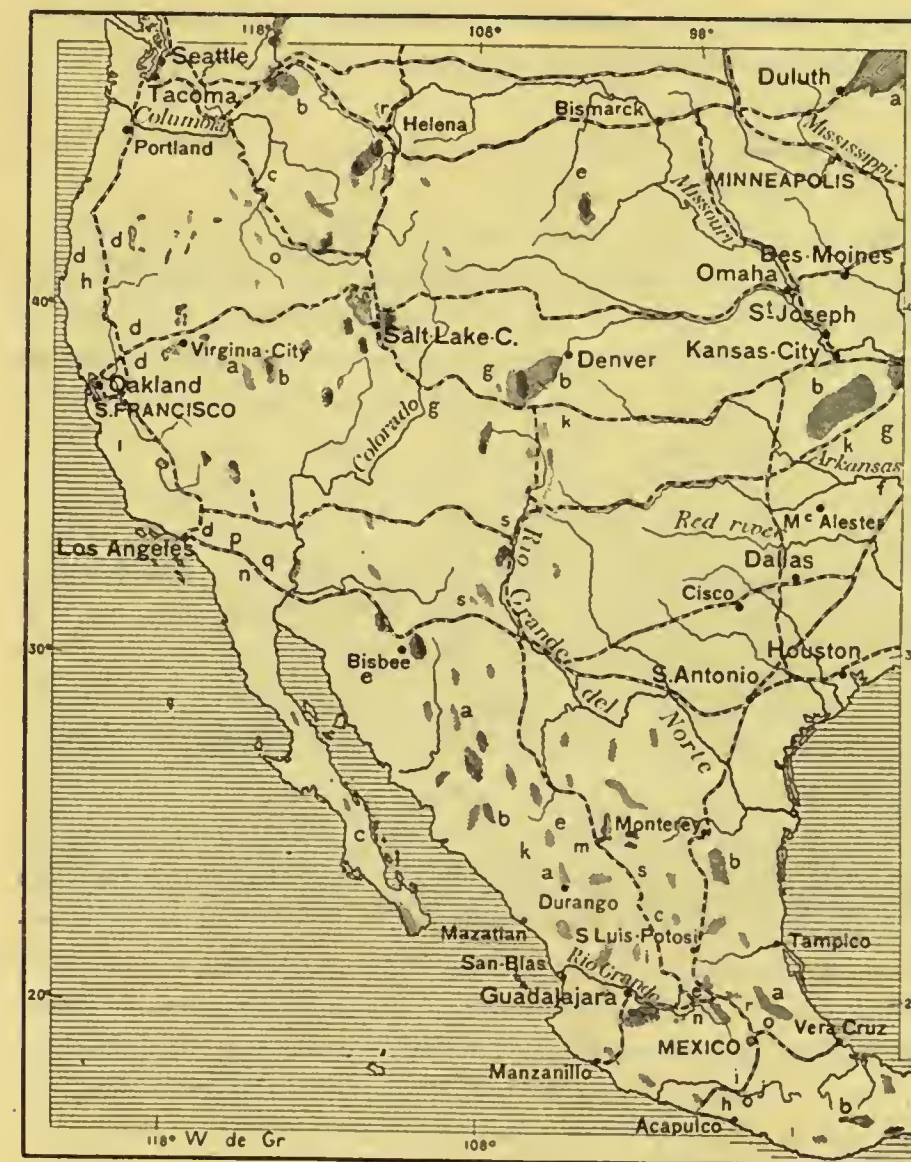 118° 108° 98°
Seattle
Duluth
Tacoma
b
a
Columbia
r
Helena
Bismarck
Mississippi
Portland
c
e
MINNEAPOLIS
Missouri
d d
d
h
o
Des·Moines
Omaha
40°
St Joseph
d
Salt·Lake·C.
Virginia·City
Denver
Kansas·City
c
d
a b
g b
b
Oakland
S. FRANCISCO
g
k
g
k
Colorado
i
Arkansas
f
s
Mc Alester
Red river
d p
Los Angeles
q
n
Rio
Dallas
s
Cisco
Grande
30°
Bisbee
Houston
e
S. Antonio
del
Norte
a
b
e
Monterey
k
m
b
c
a
s
Durango
c
Mazatlan
S Luis·Potosi
Tampico
i
San·Blas
Rio Grande
20°
Guadalajara
e
a
r
n
o
Vera·Cruz
MEXICO
Manzanillo
i
h o
b
Acapulco
118° W de Gr 108°